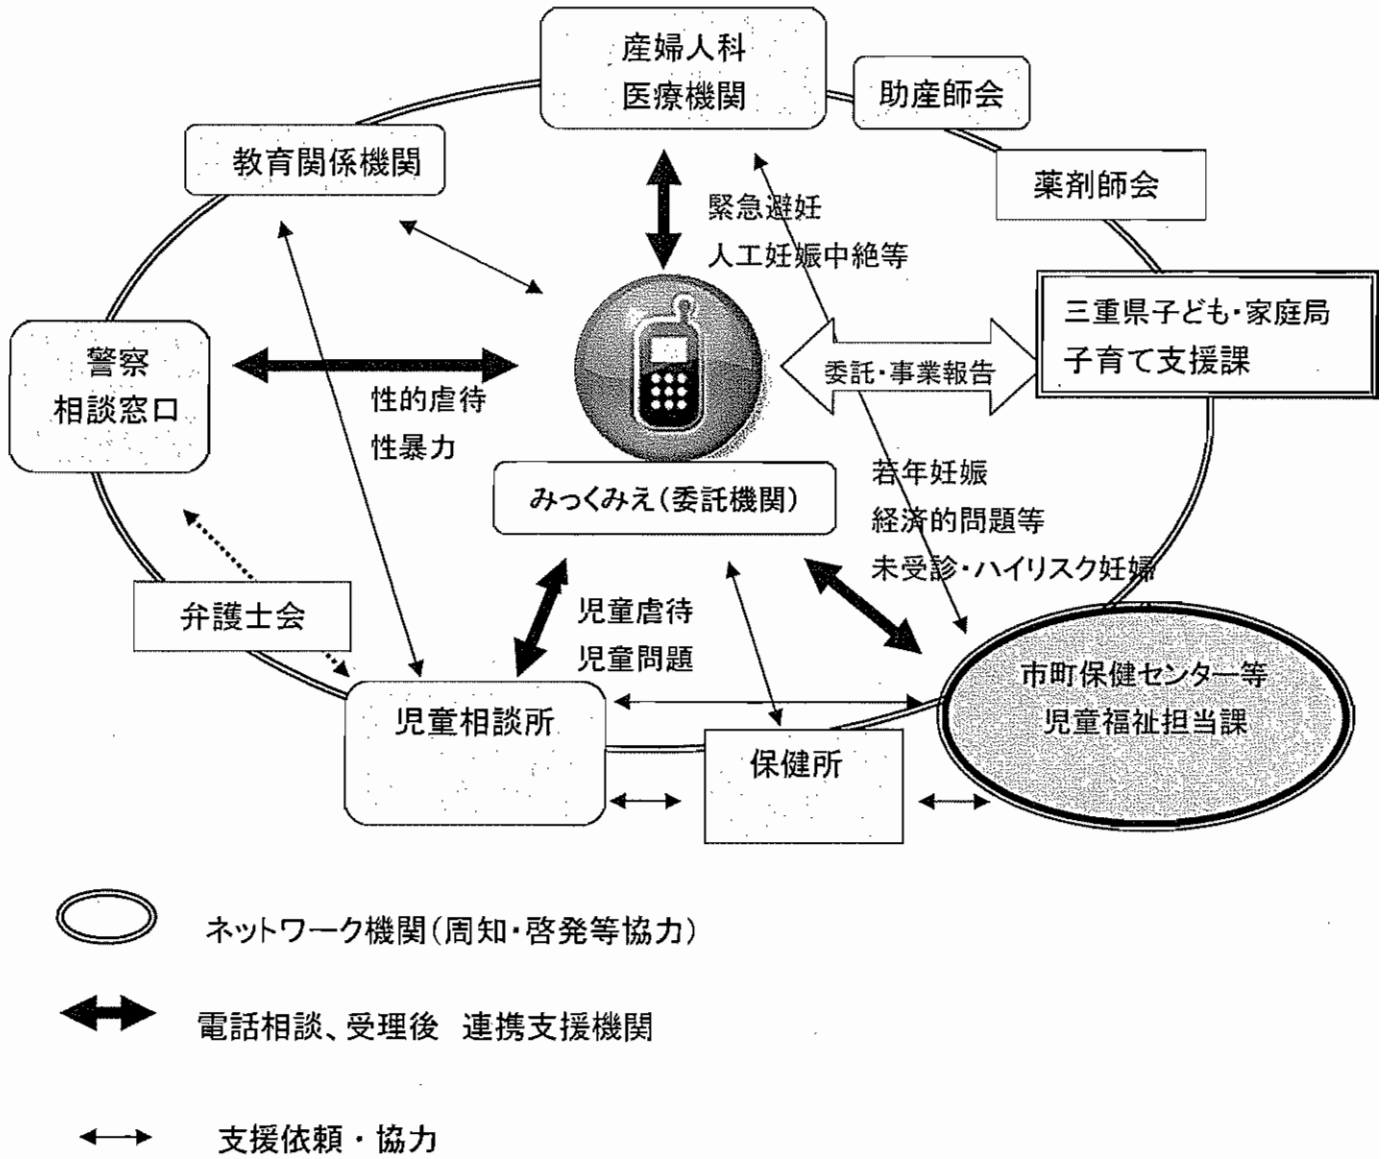 産婦人科
医療機関
助産師会
教育関係機関
薬剤師会
緊急避妊
人工妊娠中絶等
三重県子ども・家庭局
子育て支援課
警察
相談窓口
委託・事業報告
性的虐待
性暴力
みっくみえ(委託機関)
若年妊娠
経済的問題等
未受診・ハイリスク妊婦
弁護士会
児童虐待
児童問題
市町保健センター等
児童福祉担当課
児童相談所
保健所
ネットワーク機関(周知・啓発等協力)
電話相談、受理後 連携支援機関
支援依頼・協力